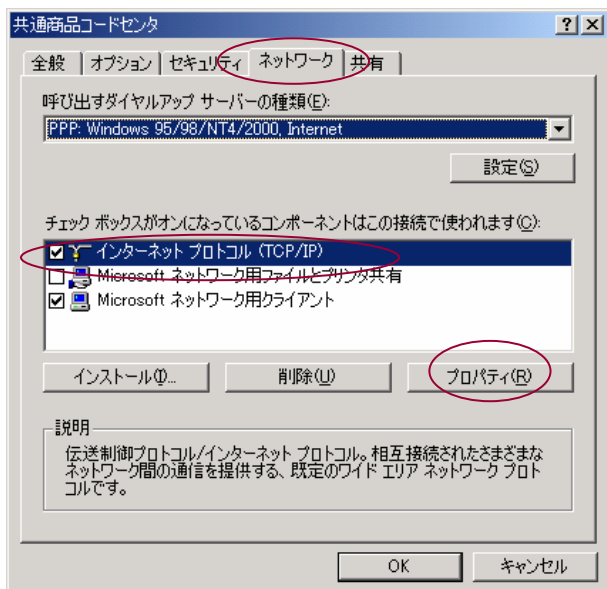 共通商品コードセンタ
?
×
全般
オプション
セキュリティ
ネットワーク
共有
呼び出すダイヤルアップ サーバーの種類(E):
PPP: Windows 95/98/NT4/2000, Internet
設定(S)
チェック ボックスがオンになっているコンポーネントはこの接続で使われます(C):
インターネット プロトコル (TCP/IP)
Microsoft ネットワーク用ファイルとプリンタ共有
Microsoft ネットワーク用クライアント
インストール(I)...
削除(U)
プロパティ(R)
説明
伝送制御プロトコル/インターネット プロトコル。相互接続されたさまざまな
ネットワーク間の通信を提供する、既定のワイド エリア ネットワーク プロト
コルです。
OK
キャンセル